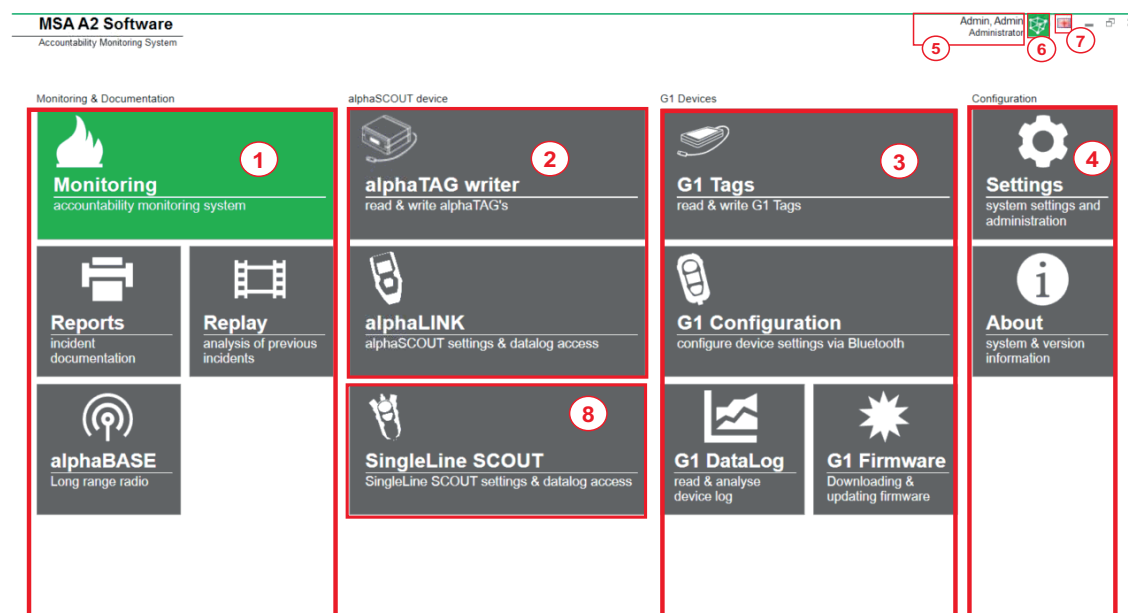 MSA A2 Software
Accountability Monitoring System
Admin, Admin
Administrator
5
6
7
Monitoring & Documentation
alphaSCOUT device
G1 Devices
Configuration
1
Monitoring
accountability monitoring system
2
alphaTAG writer
read & write alphaTAG's
3
G1 Tags
read & write G1 Tags
4
Settings
system settings and
administration
Reports
incident
documentation
Replay
analysis of previous
incidents
alphaLINK
alphaSCOUT settings & datalog access
G1 Configuration
configure device settings via Bluetooth
i
About
system & version
information
alphaBASE
Long range radio
8
SingleLine SCOUT
SingleLine SCOUT settings & datalog access
G1 DataLog
read & analyse
device log
G1 Firmware
Downloading &
updating firmware